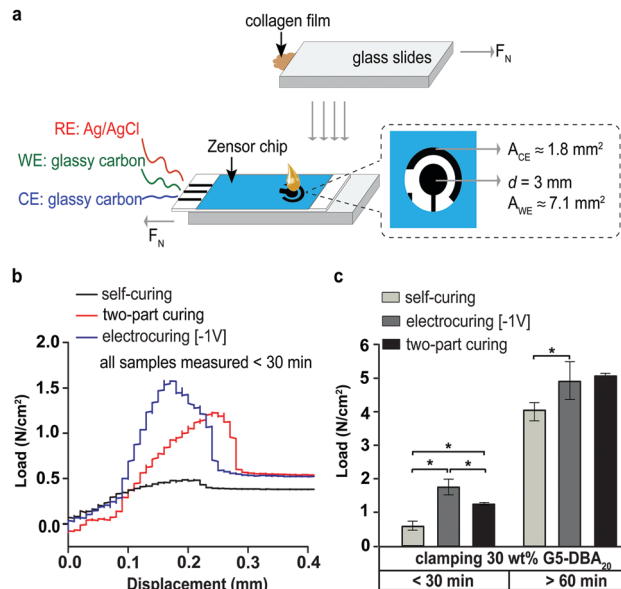 a
collagen film
glass slides
F_N
RE: Ag/AgCl
WE: glassy carbon
CE: glassy carbon
Zensor chip
F_N
A_CE ≈ 1.8 mm²
d = 3 mm
A_WE ≈ 7.1 mm²
b
self-curing
two-part curing
electrocuring [-1V]
all samples measured < 30 min
Load (N/cm²)
2.0
1.5
1.0
0.5
0.0
0.0 0.1 0.2 0.3 0.4
Displacement (mm)
c
self-curing
electrocuring [-1V]
two-part curing
Load (N/cm²)
6
5
4
3
2
1
0
*
*
*
*
clamping 30 wt% G5-DBA₂₀
< 30 min > 60 min